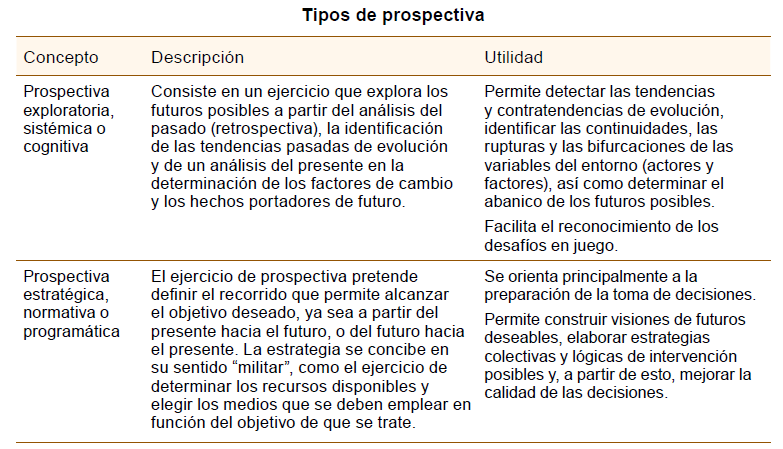 Tipos de prospectiva
Concepto Descripción Utilidad
Prospectiva
exploratoria,
sistémica o
cognitiva
Consiste en un ejercicio que explora los
futuros posibles a partir del análisis del
pasado (retrospectiva), la identificación
de las tendencias pasadas de evolución
y de un análisis del presente en la
determinación de los factores de cambio
y los hechos portadores de futuro.
Permite detectar las tendencias
y contratendencias de evolución,
identificar las continuidades, las
rupturas y las bifurcaciones de las
variables del entorno (actores y
factores), así como determinar el
abanico de los futuros posibles.
Facilita el reconocimiento de los
desafíos en juego.
Prospectiva
estratégica,
normativa o
programática
El ejercicio de prospectiva pretende
definir el recorrido que permite alcanzar
el objetivo deseado, ya sea a partir del
presente hacia el futuro, o del futuro hacia
el presente. La estrategia se concibe en
su sentido “militar”, como el ejercicio de
determinar los recursos disponibles y
elegir los medios que se deben emplear en
función del objetivo de que se trate.
Se orienta principalmente a la
preparación de la toma de decisiones.
Permite construir visiones de futuros
deseables, elaborar estrategias
colectivas y lógicas de intervención
posibles y, a partir de esto, mejorar la
calidad de las decisiones.